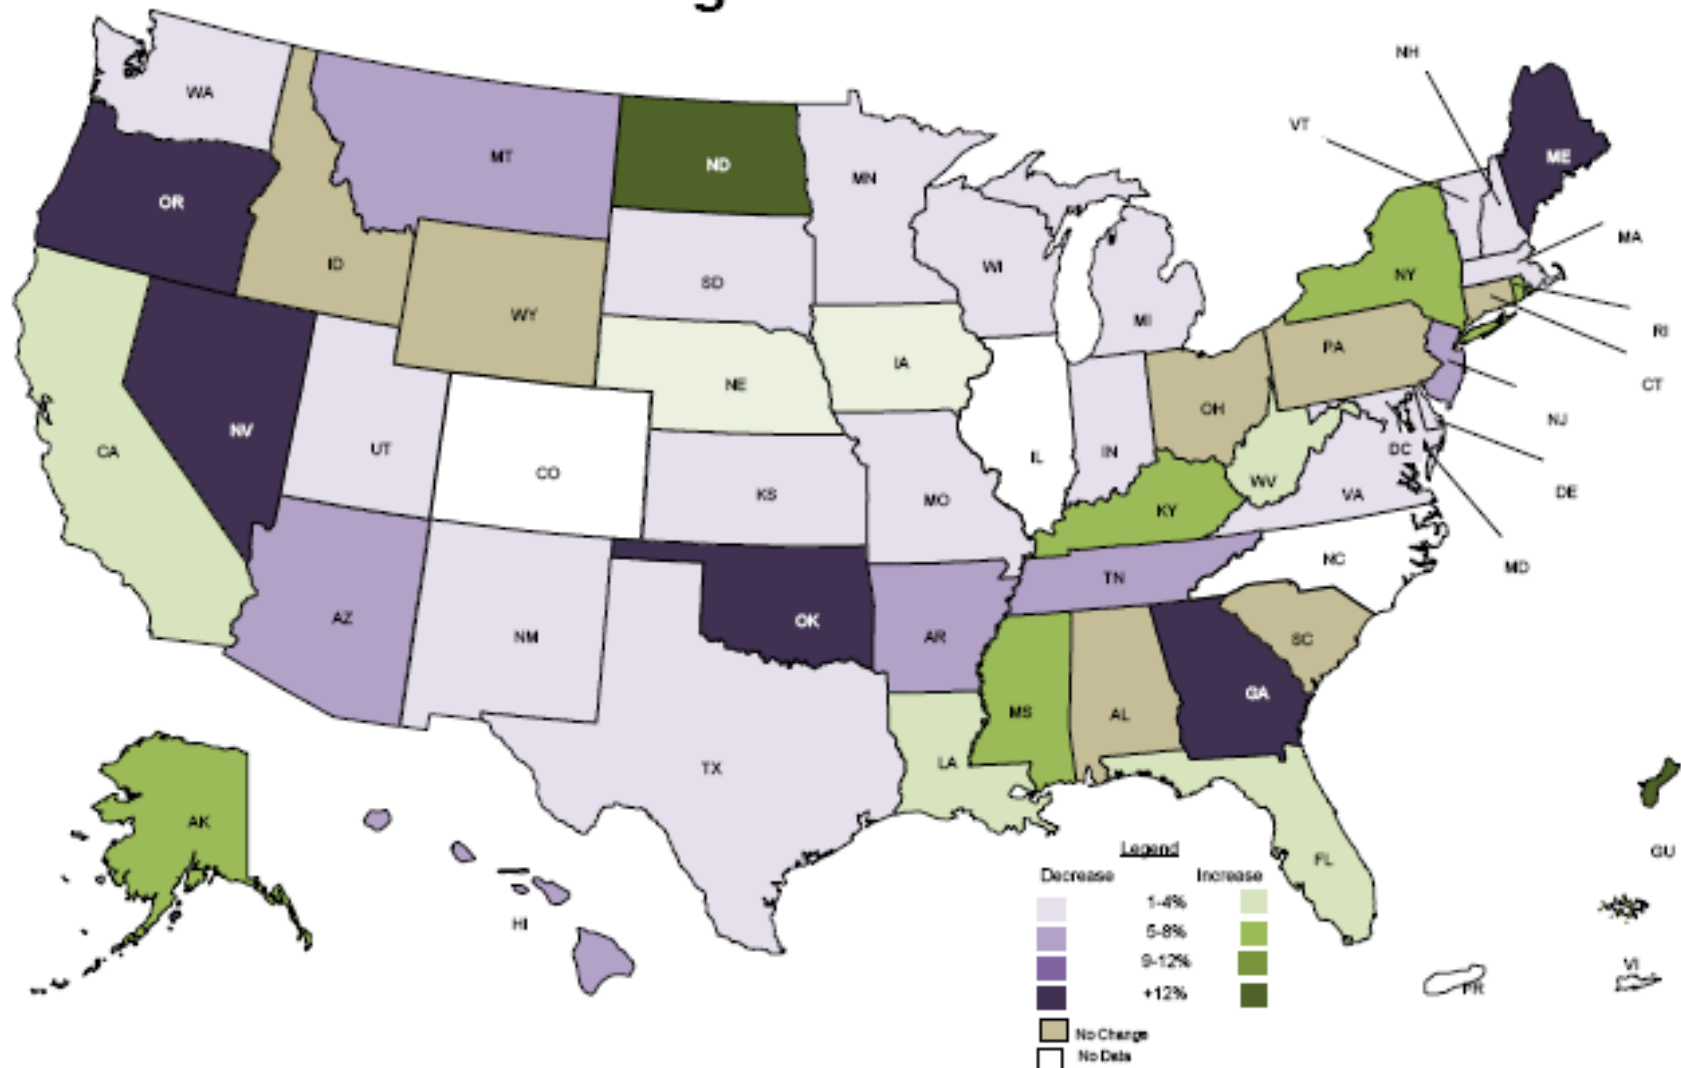 NH
WA
VT
MT
ND
MN
ME
OR
MA
ID
SD
WI
NY
WY
MI
RI
PA
IA
NE
CT
OH
NJ
NV
CA
UT
CO
KS
IL
IN
DC
WV
VA
DE
MO
KY
NC
MD
TN
AZ
NM
OK
AR
SC
GA
MS
AL
TX
LA
AK
GU
FL
HI
VI
PR
Legend
Decrease Increase
1-4%
5-8%
9-12%
+12%
No Change
No Data